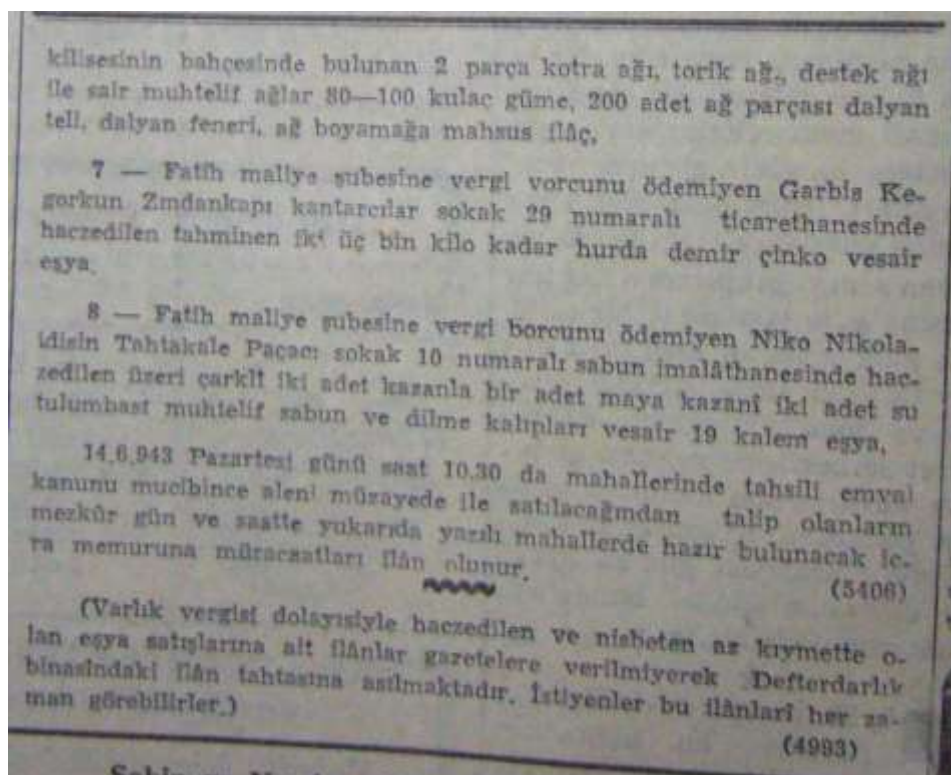 kilisesinin bahçesinde bulunan 2 parça kotra ağı, torik ağ., destek ağı
ile sair muhtelif ağlar 80—100 kulaç güme, 200 adet ağ parçası dalyan
teli, dalyan feneri, ağ boyamağa mahsus ilâç,
7 — Fatih maliye şubesine vergi vorcunu ödemiyen Garbis Ke-
gorkun Zındankapı kantarcılar sokak 29 numaralı ticarethanesinde
haczedilen tahminen iki üç bin kilo kadar hurda demir çinko vesair
eşya.
8 — Fatih maliye şubesine vergi borcunu ödemiyen Niko Nikola-
idisin Tahtakale Paçacı sokak 10 numaralı sabun imalâthanesinde hac-
zedilen üzeri çarklı iki adet kazanla bir adet maya kazanî iki adet su
tulumbası muhtelif sabun ve dilme kalıpları vesair 19 kalem eşya,
14.6.943 Pazartesi günü saat 10.30 da mahallerinde tahsili emval
kanunu mucibince aleni müzayede ile satılacağından talip olanların
mezkûr gün ve saatte yukarıda yazılı mahallerde hazır bulunacak ic-
ra memuruna müracaatları ilân olunur.
(5406)
(Varlık vergisi dolayısiyle haczedilen ve nisbeten az kıymette o-
lan eşya satışlarına ait ilânlar gazetelere verilmiyerek Defterdarlık
binasındaki ilân tahtasına asılmaktadır. İstiyenler bu ilânları her za-
man görebilirler.)
(4993)